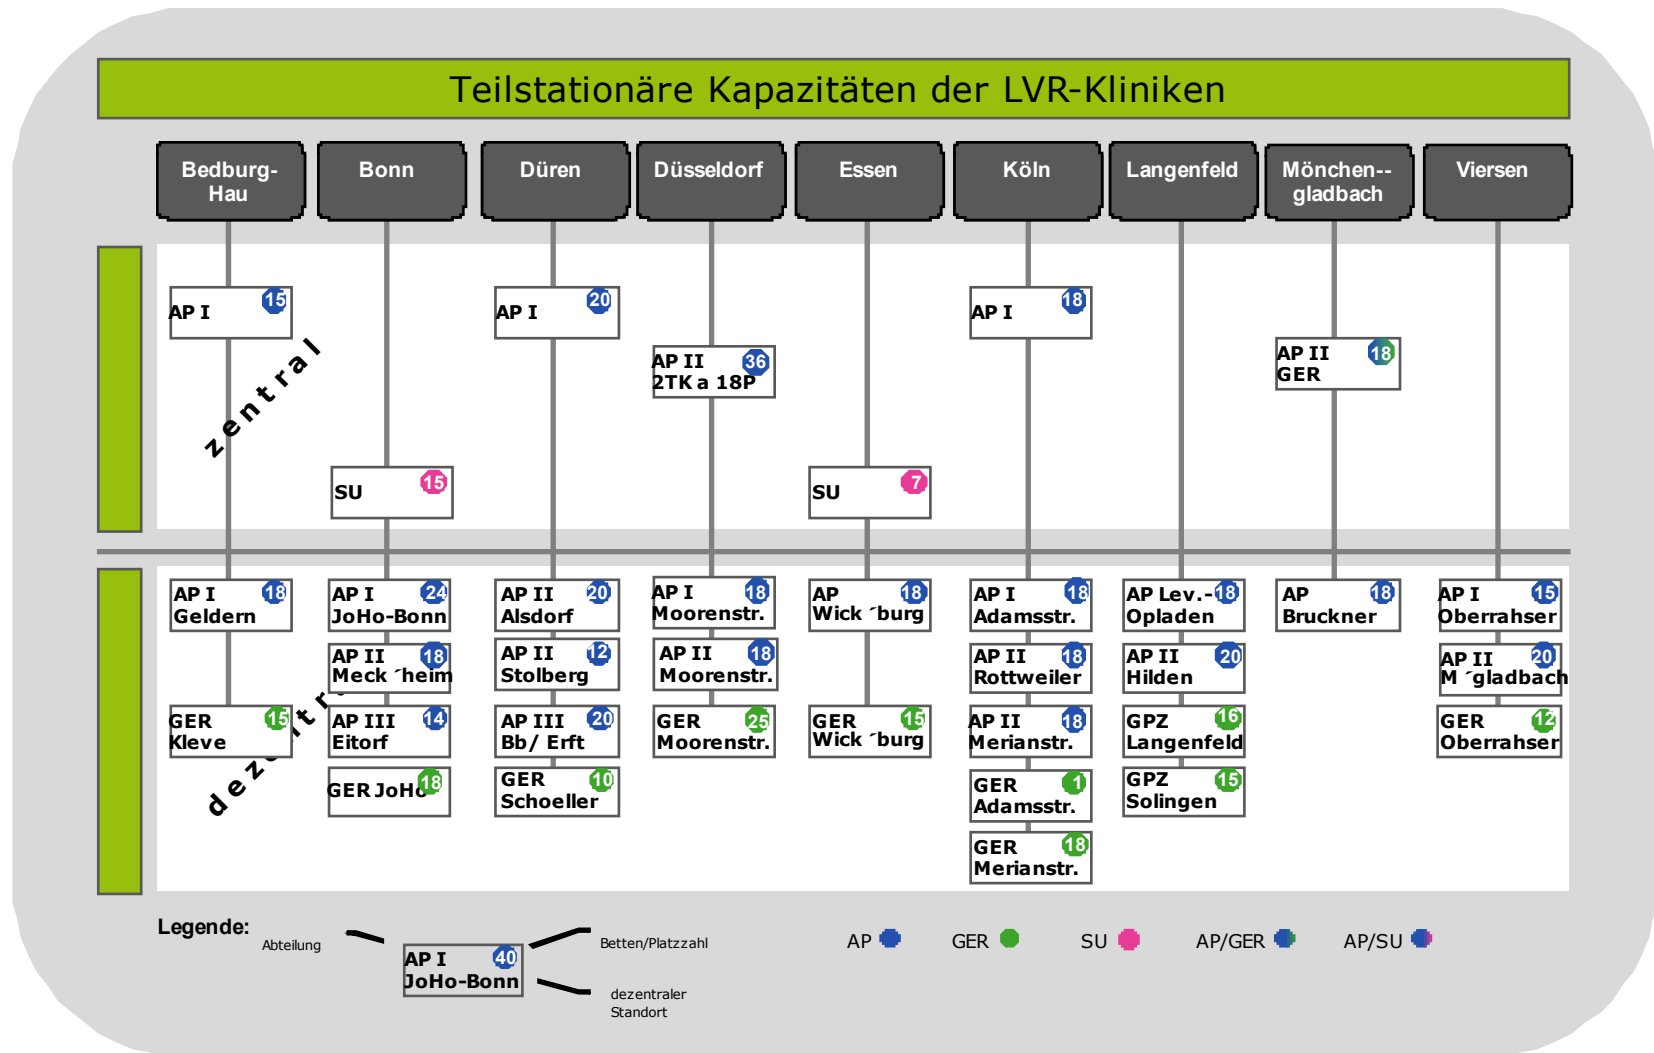 Teilstationäre Kapazitäten der LVR-Kliniken
Bedburg-
Hau
Bonn
Düren
Düsseldorf
Essen
Köln
Langenfeld
Mönchen--
gladbach
Viersen
zentral
AP I 15
AP I 20
AP I 18
AP II 36
2TK a 18P
AP II 18
GER
SU 15
SU 7
AP I 18
Geldern
GER 15
Kleve
AP I 24
JoHo-Bonn
AP II 18
Meck ´heim
AP III 14
Eitorf
GER JoHo 18
AP II 20
Alsdorf
AP II 12
Stolberg
AP III 20
Bb/ Erft
GER 10
Schoeller
AP I 18
Moorenstr.
AP II 18
Moorenstr.
GER 25
Moorenstr.
AP 18
Wick ´burg
GER 15
Wick ´burg
AP I 18
Adamsstr.
AP II 18
Rottweiler
AP II 18
Merianstr.
GER 1
Adamsstr.
GER 18
Merianstr.
AP Lev.- 18
Opladen
AP II 20
Hilden
GPZ 16
Langenfeld
GPZ 15
Solingen
AP 18
Bruckner
AP I 15
Oberrahser
AP II 20
M ´gladbach
GER 12
Oberrahser
Legende:
Abteilung
AP I 40
JoHo-Bonn
Betten/Platzzahl
dezentraler
Standort
AP
GER
SU
AP/GER
AP/SU